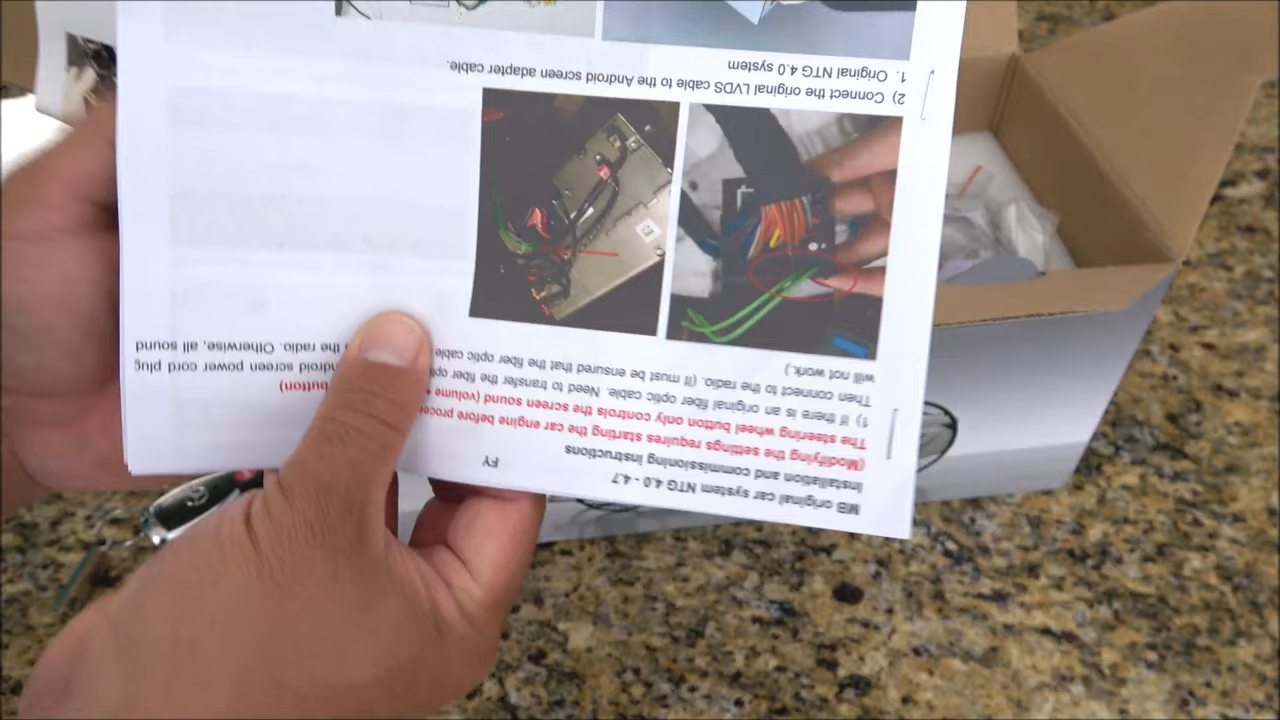 MB original car system NTG 4.0 - 4.7
Installation and commissioning instructions FY
(Modifying the settings requires starting the car engine before
The steering wheel button only controls the screen sound (volume + button)
1) If there is an original fiber optic cable. Need to transfer the fiber Android screen power cord plug
Then connect to the radio. (It must be ensured that the fiber optic cable the radio. Otherwise, all sound
will not work.)
2) Connect the original LVDS cable to the Android screen adapter cable.
1. Original NTG 4.0 system